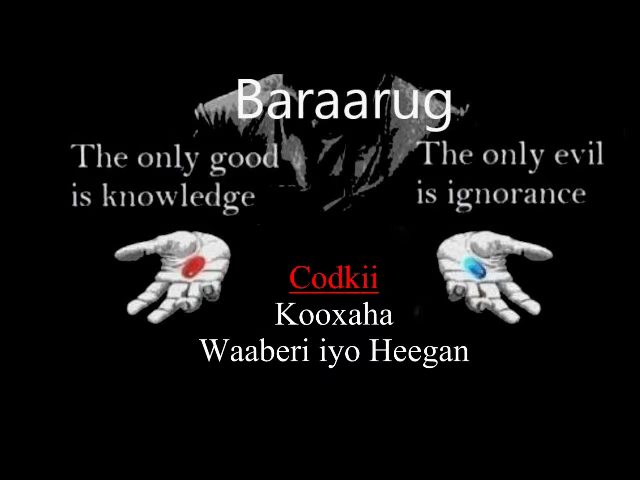 Baraarug
The only good
is knowledge
The only evil
is ignorance
Codkii
Kooxaha
Waaberi iyo Heegan